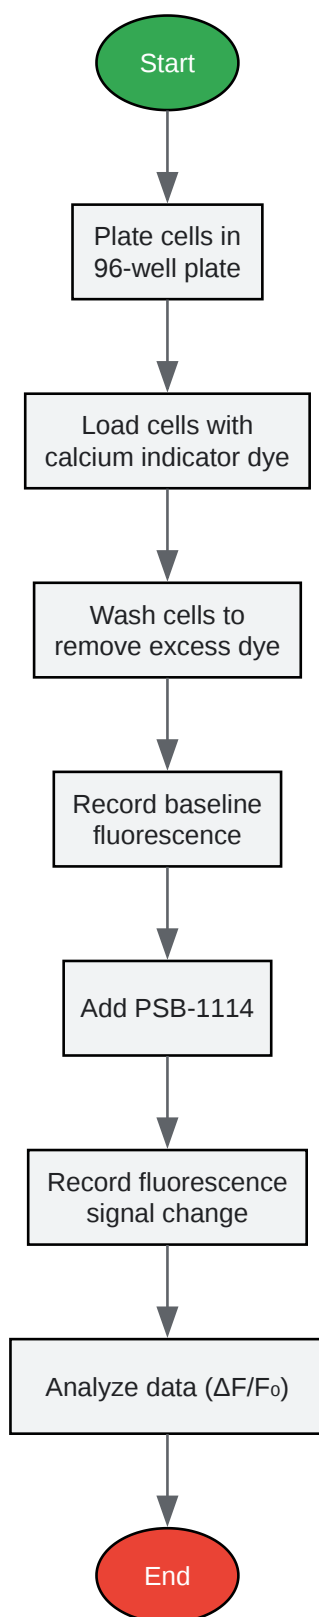 Start
Plate cells in
96-well plate
Load cells with
calcium indicator dye
Wash cells to
remove excess dye
Record baseline
fluorescence
Add PSB-1114
Record fluorescence
signal change
Analyze data (ΔF/F₀)
End